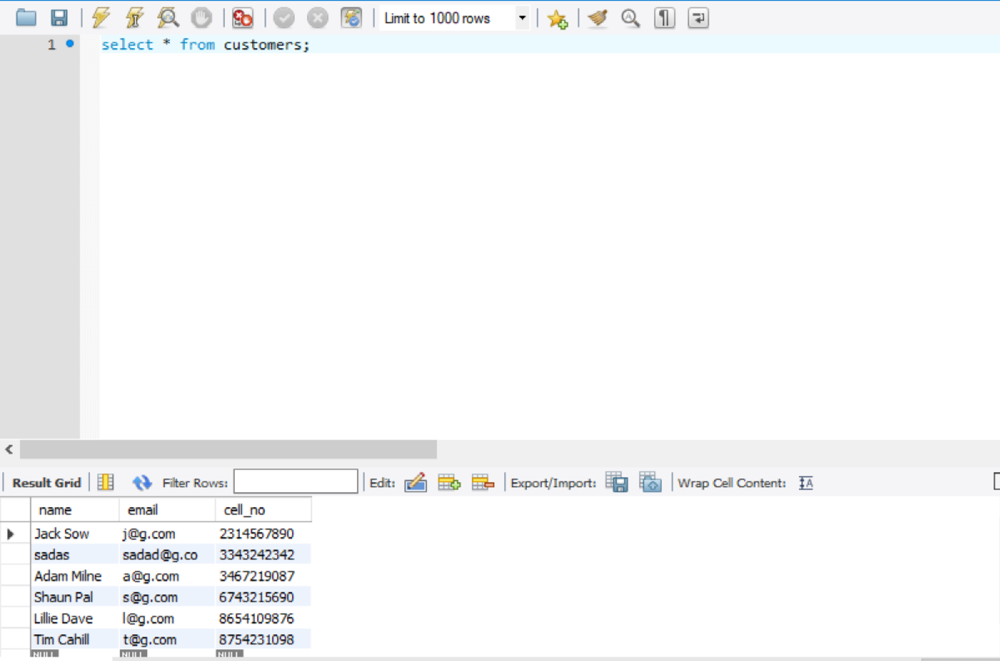 Limit to 1000 rows
1 select * from customers;
Result Grid Filter Rows: Edit: Export/Import: Wrap Cell Content:
name email cell_no
Jack Sow j@g.com 2314567890
sadas sadad@g.co 3343242342
Adam Milne a@g.com 3467219087
Shaun Pal s@g.com 6743215690
Lillie Dave l@g.com 8654109876
Tim Cahill t@g.com 8754231098
NULL NULL NULL